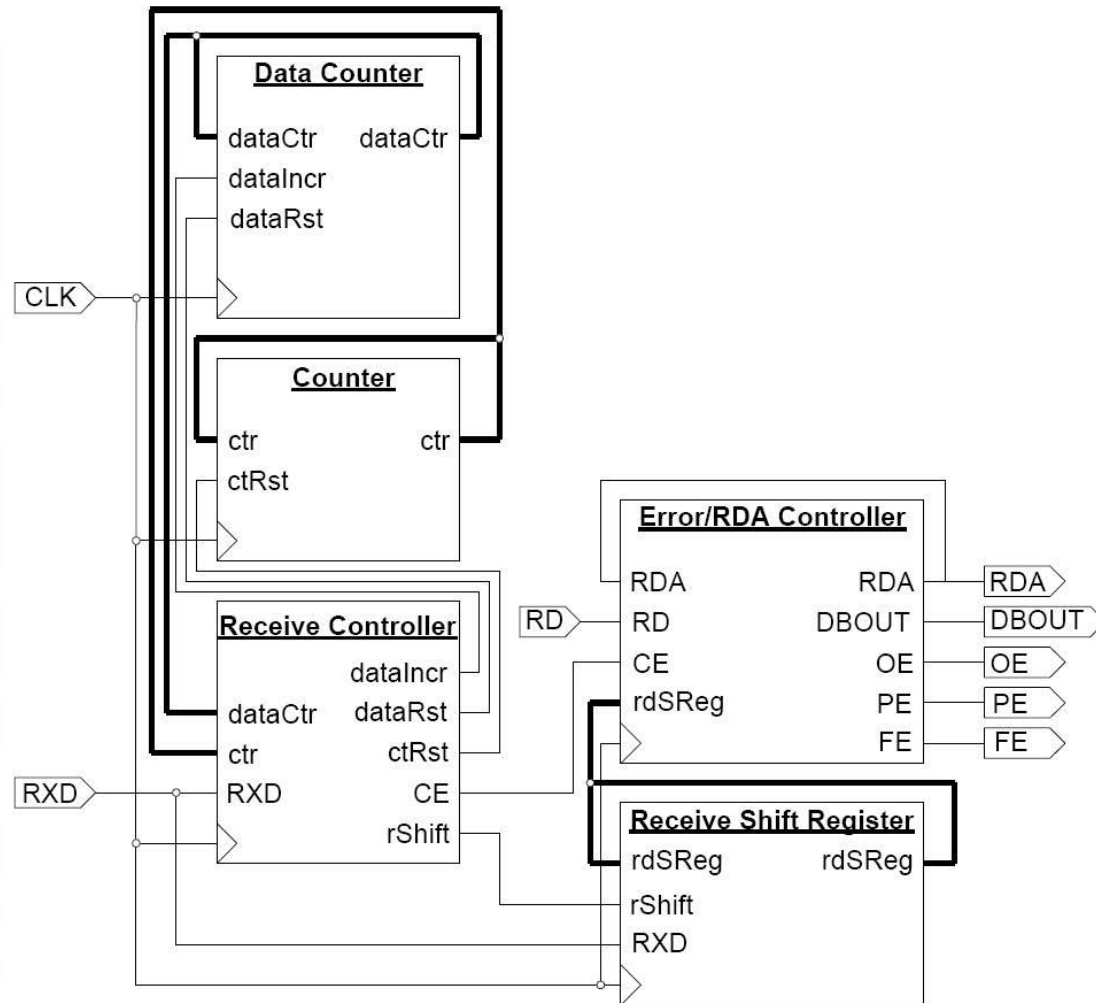 Data Counter
dataCtr dataCtr
dataIncr
dataRst
CLK
Counter
ctr ctr
ctRst
Receive Controller
dataIncr
dataCtr dataRst
ctr ctRst
RXD RXD CE
rShift
Error/RDA Controller
RDA RDA RDA
RD RD DBOUT DBOUT
CE OE OE
rdSReg PE PE
FE FE
Receive Shift Register
rdSReg rdSReg
rShift
RXD